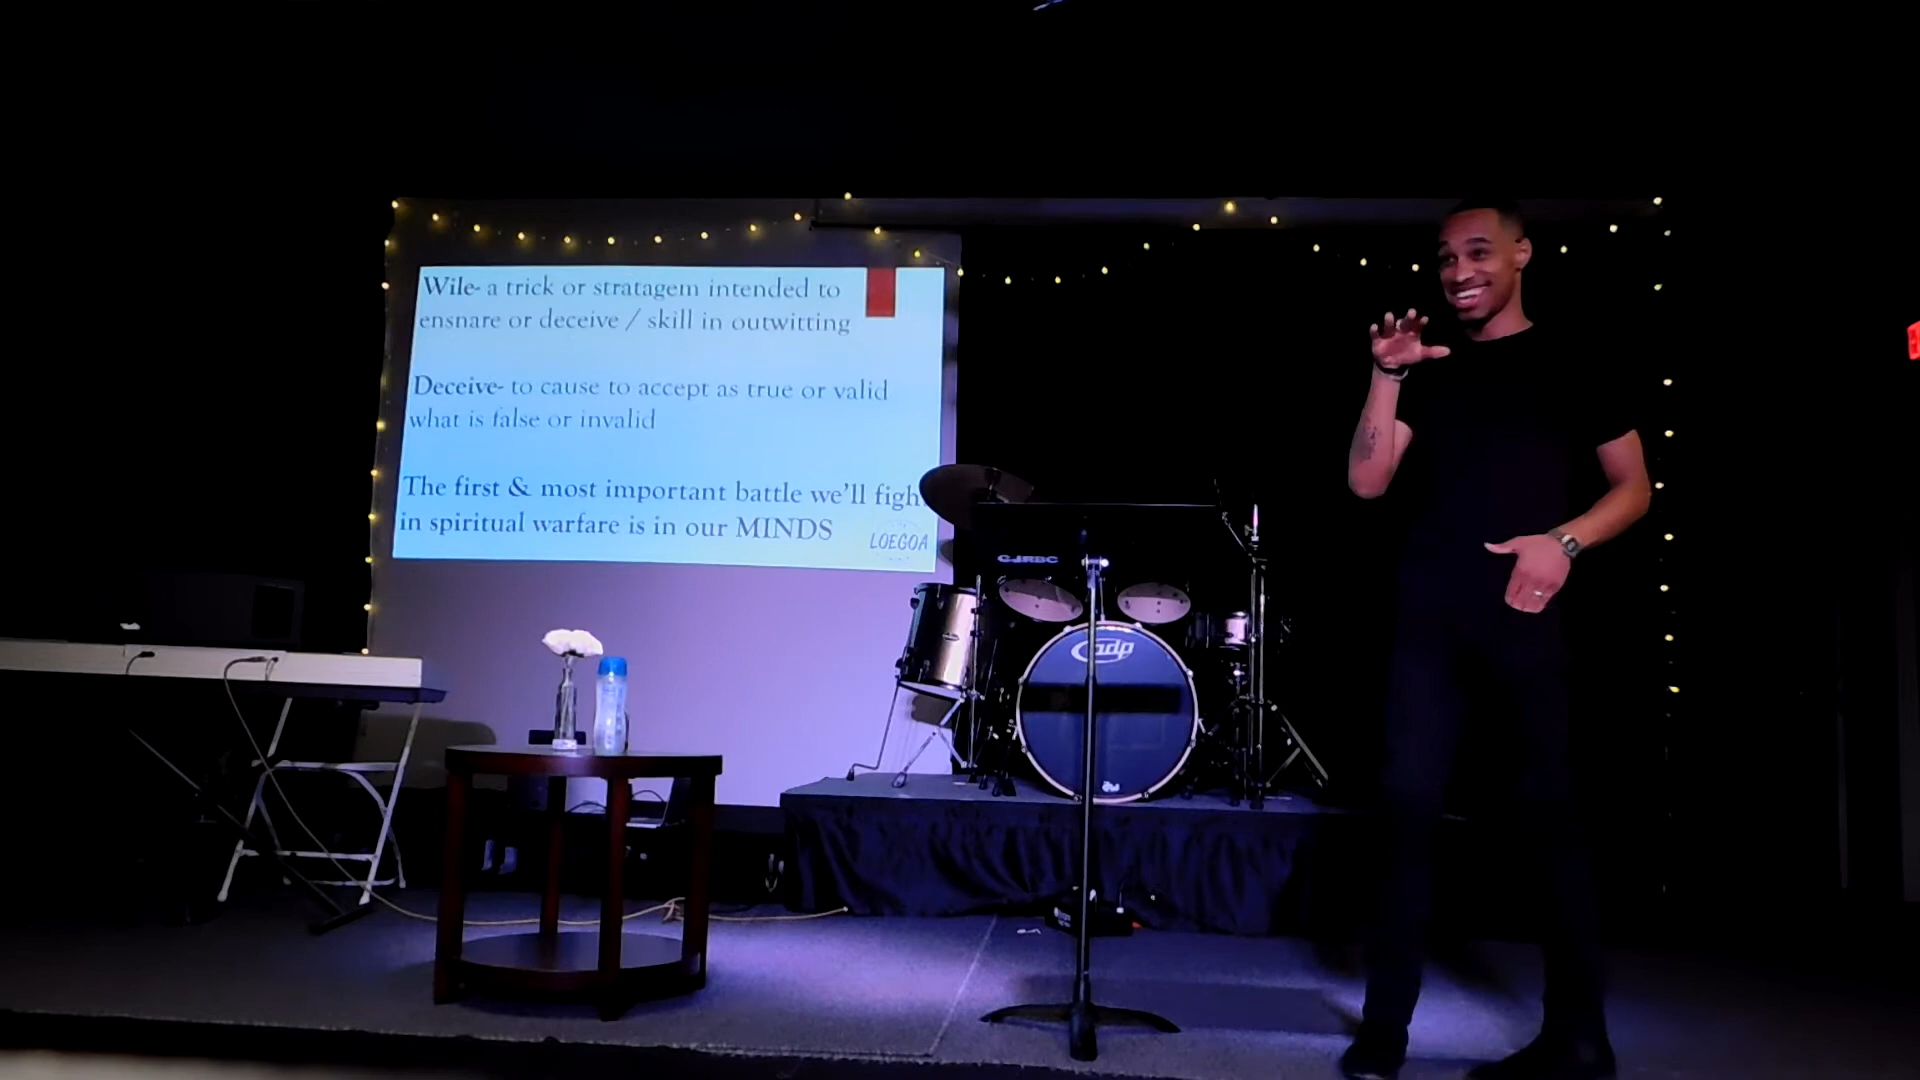 Wile- a trick or stratagem intended to
ensnare or deceive / skill in outwitting
Deceive- to cause to accept as true or valid
what is false or invalid
The first & most important battle we'll figh
in spiritual warfare is in our MINDS
LOEGOA
pdp